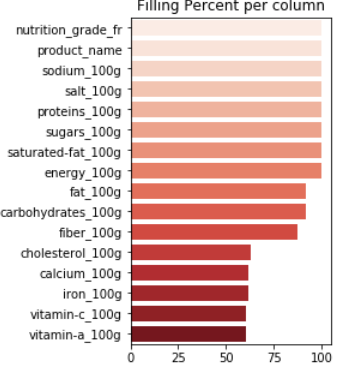 Filling Percent per column
nutrition_grade_fr
product_name
sodium_100g
salt_100g
proteins_100g
sugars_100g
saturated-fat_100g
energy_100g
fat_100g
carbohydrates_100g
fiber_100g
cholesterol_100g
calcium_100g
iron_100g
vitamin-c_100g
vitamin-a_100g
0 25 50 75 100